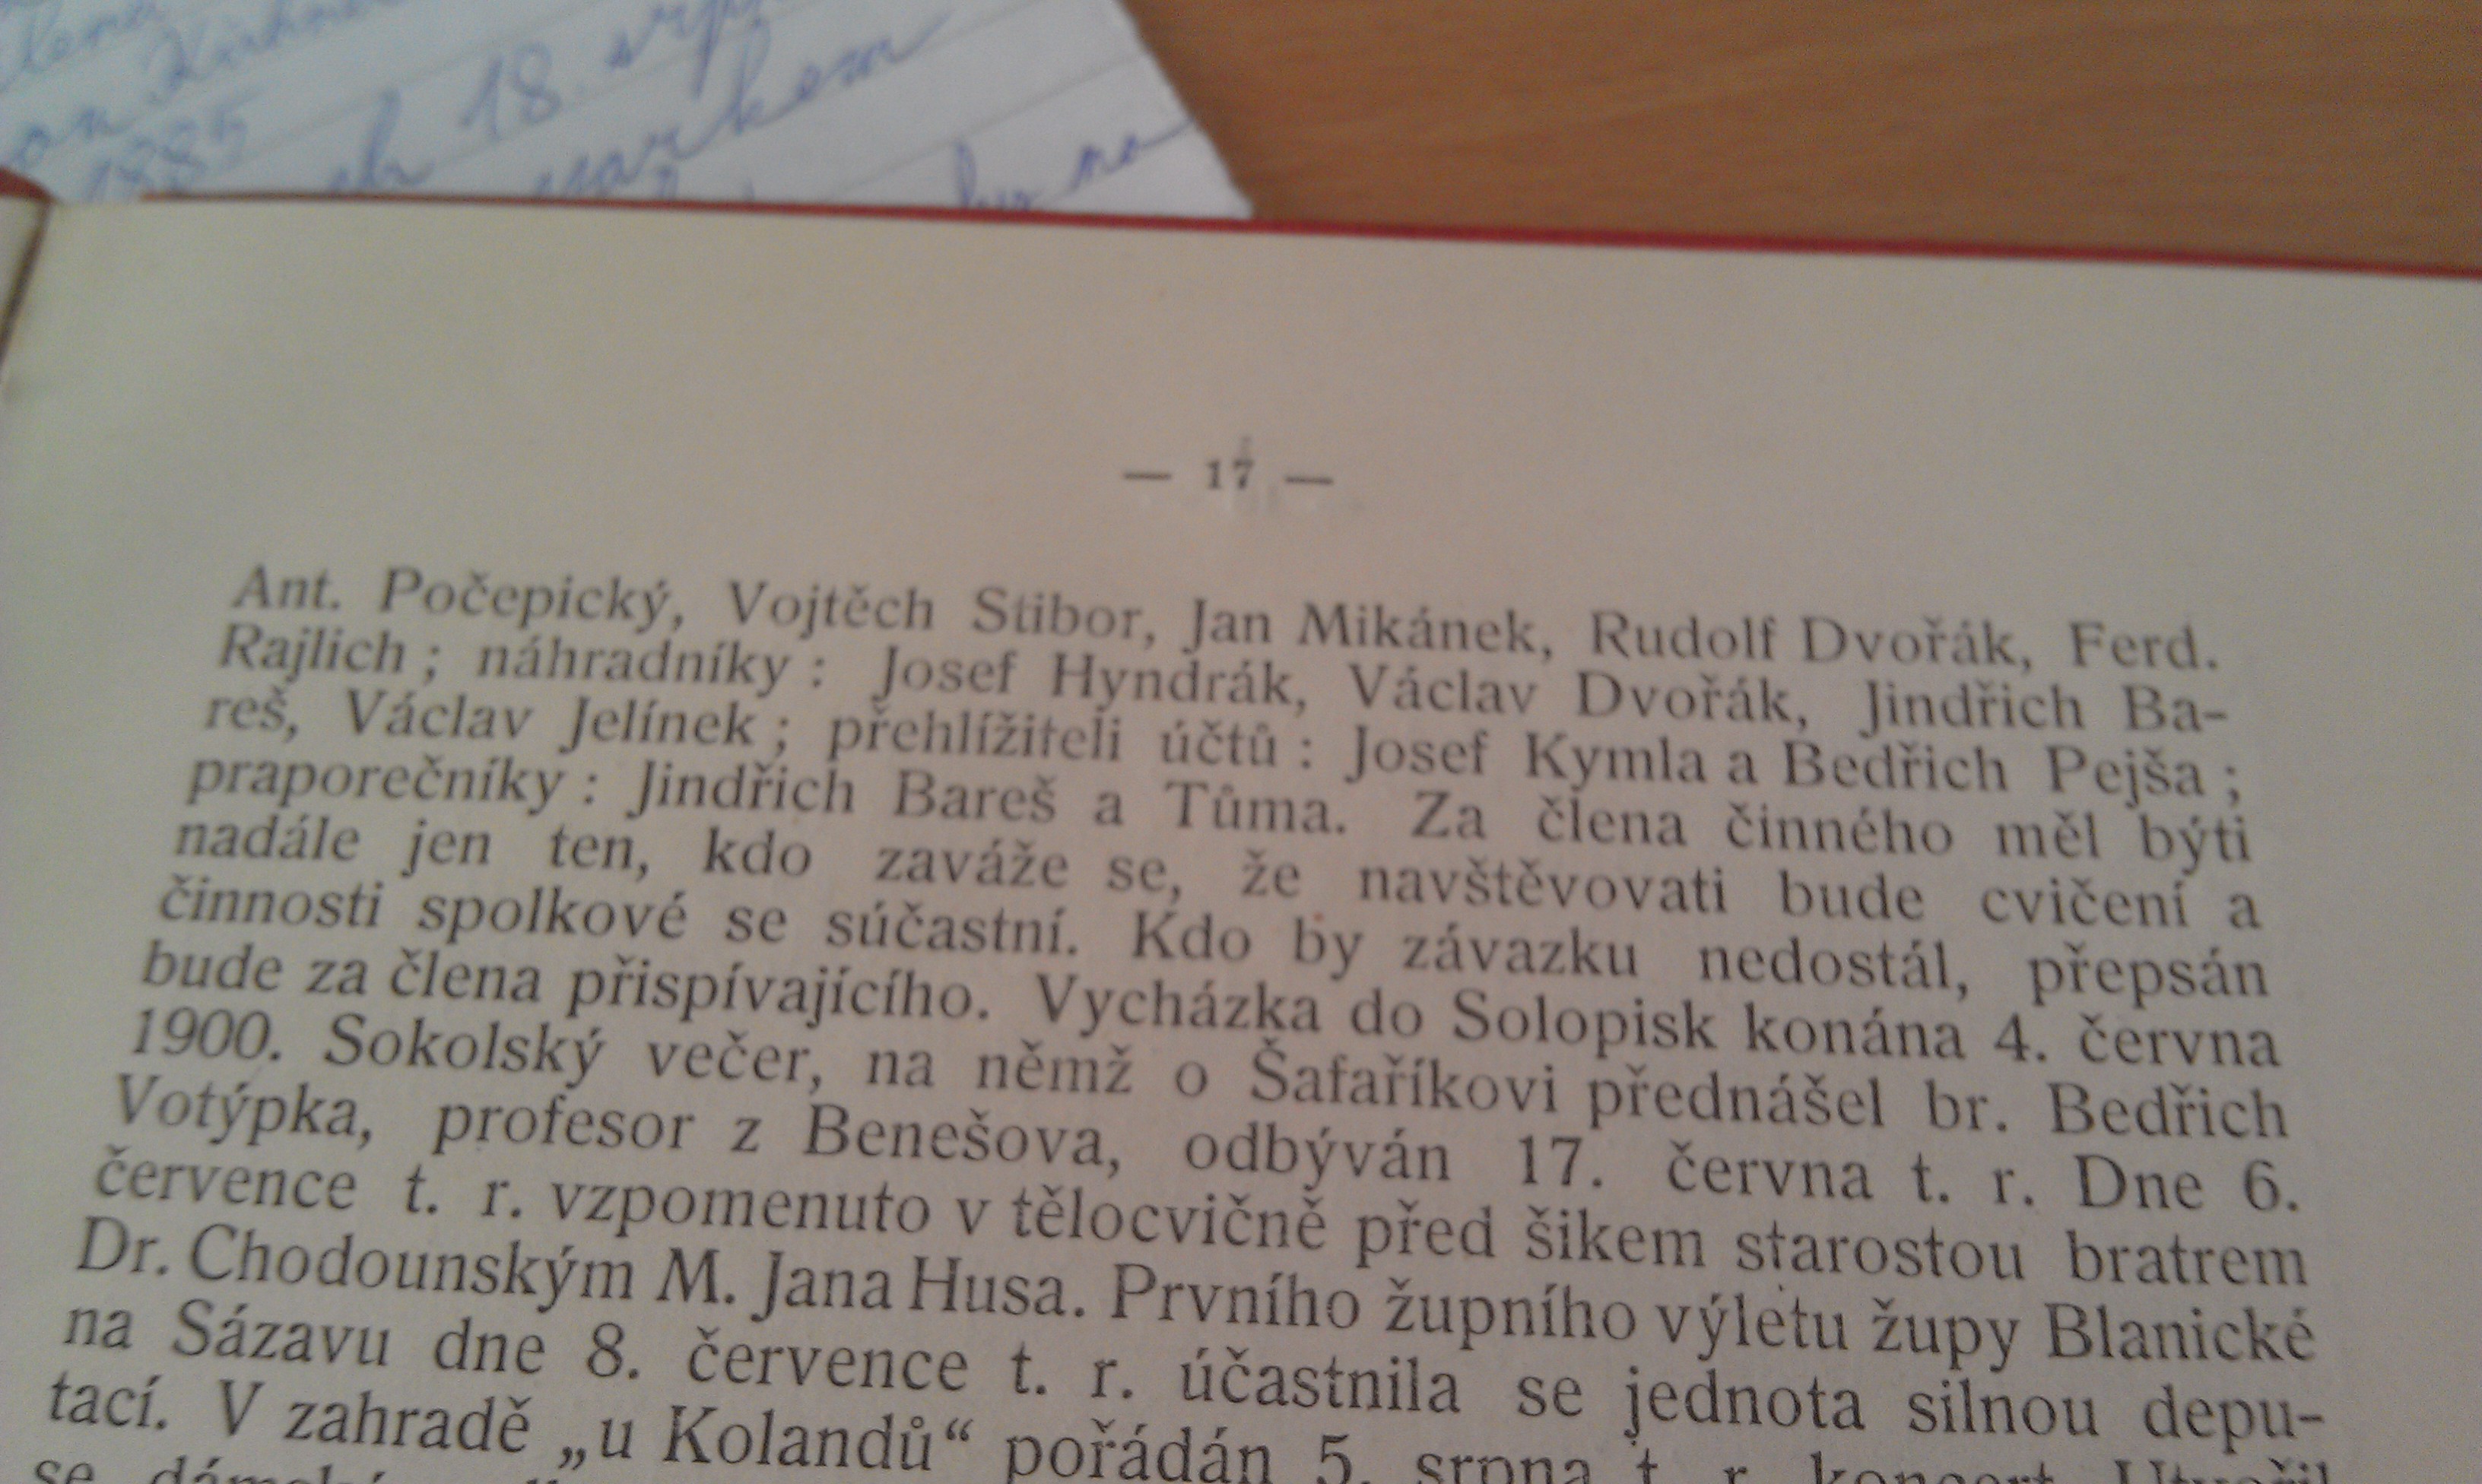 1885
18.
— 17 —
Ant. Počepický, Vojtěch Stibor, Jan Mikánek, Rudolf Dvořák, Ferd.
Rajlich ; náhradníky : Josef Hyndrák, Václav Dvořák, Jindřich Ba-
reš, Václav Jelínek ; přehlížiteli účtů : Josef Kymla a Bedřich Pejša ;
praporečníky : Jindřich Bareš a Tůma. Za člena činného měl býti
nadále jen ten, kdo zaváže se, že navštěvovati bude cvičení a
činnosti spolkové se súčastní. Kdo by závazku nedostál, přepsán
bude za člena přispívajícího. Vycházka do Solopisk konána 4. června
1900. Sokolský večer, na němž o Šafaříkovi přednášel br. Bedřich
Votýpka, profesor z Benešova, odbýván 17. června t. r. Dne 6.
července t. r. vzpomenuto v tělocvičně před šikem starostou bratrem
Dr. Chodounským M. Jana Husa. Prvního župního výletu župy Blanické
na Sázavu dne 8. července t. r. účastnila se jednota silnou depu-
tací. V zahradě „u Kolandů“ pořádán 5. srpna t. r. koncert. Utvořil
se